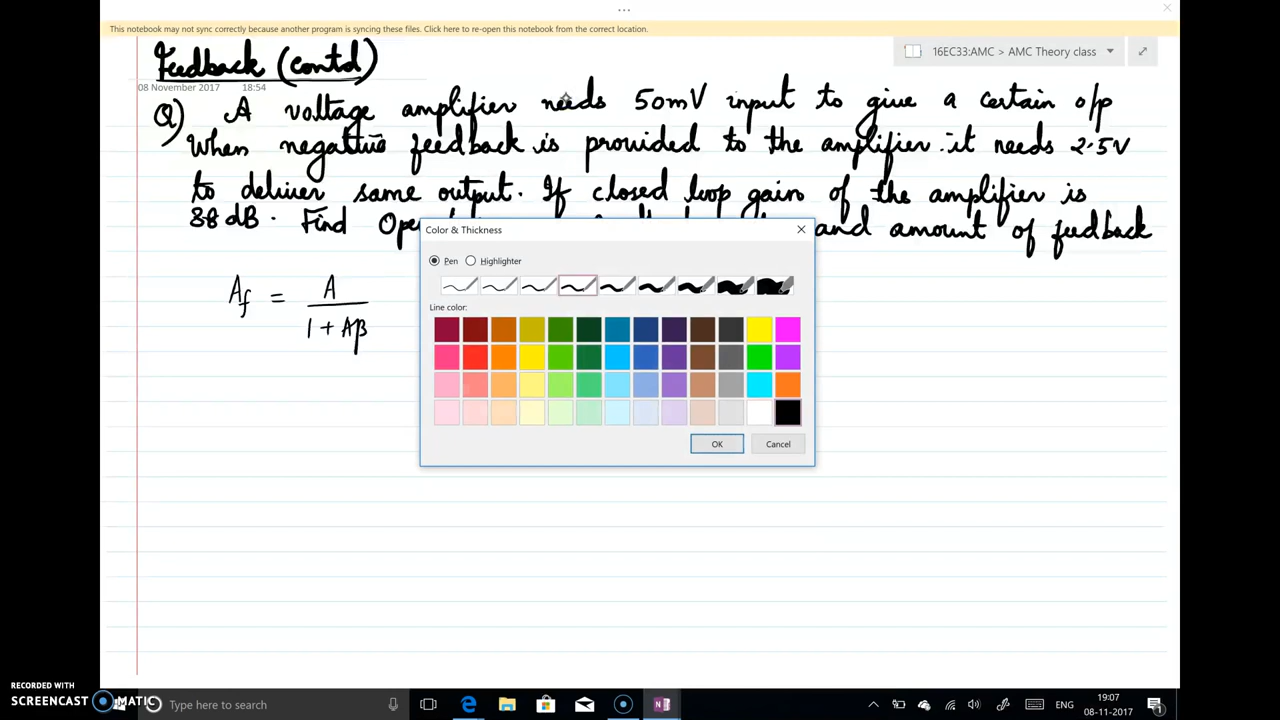 ...
This notebook may not sync correctly because another program is syncing these files. Click here to re-open this notebook from the correct location.
Feedback (contd)
16EC33:AMC > AMC Theory class
08 November 2017 18:54
Q) A voltage amplifier needs 50mV input to give a certain o/p
When negative feedback is provided to the amplifier. it needs 2.5V
to deliver same output. If closed loop gain of the amplifier is
38 dB. Find Open and amount of feedback
Color & Thickness
Pen Highlighter
Line color:
Af = A / 1 + Aβ
OK Cancel
RECORDED WITH
SCREENCAST MATIC
Type here to search
ENG
19:07
08-11-2017
1